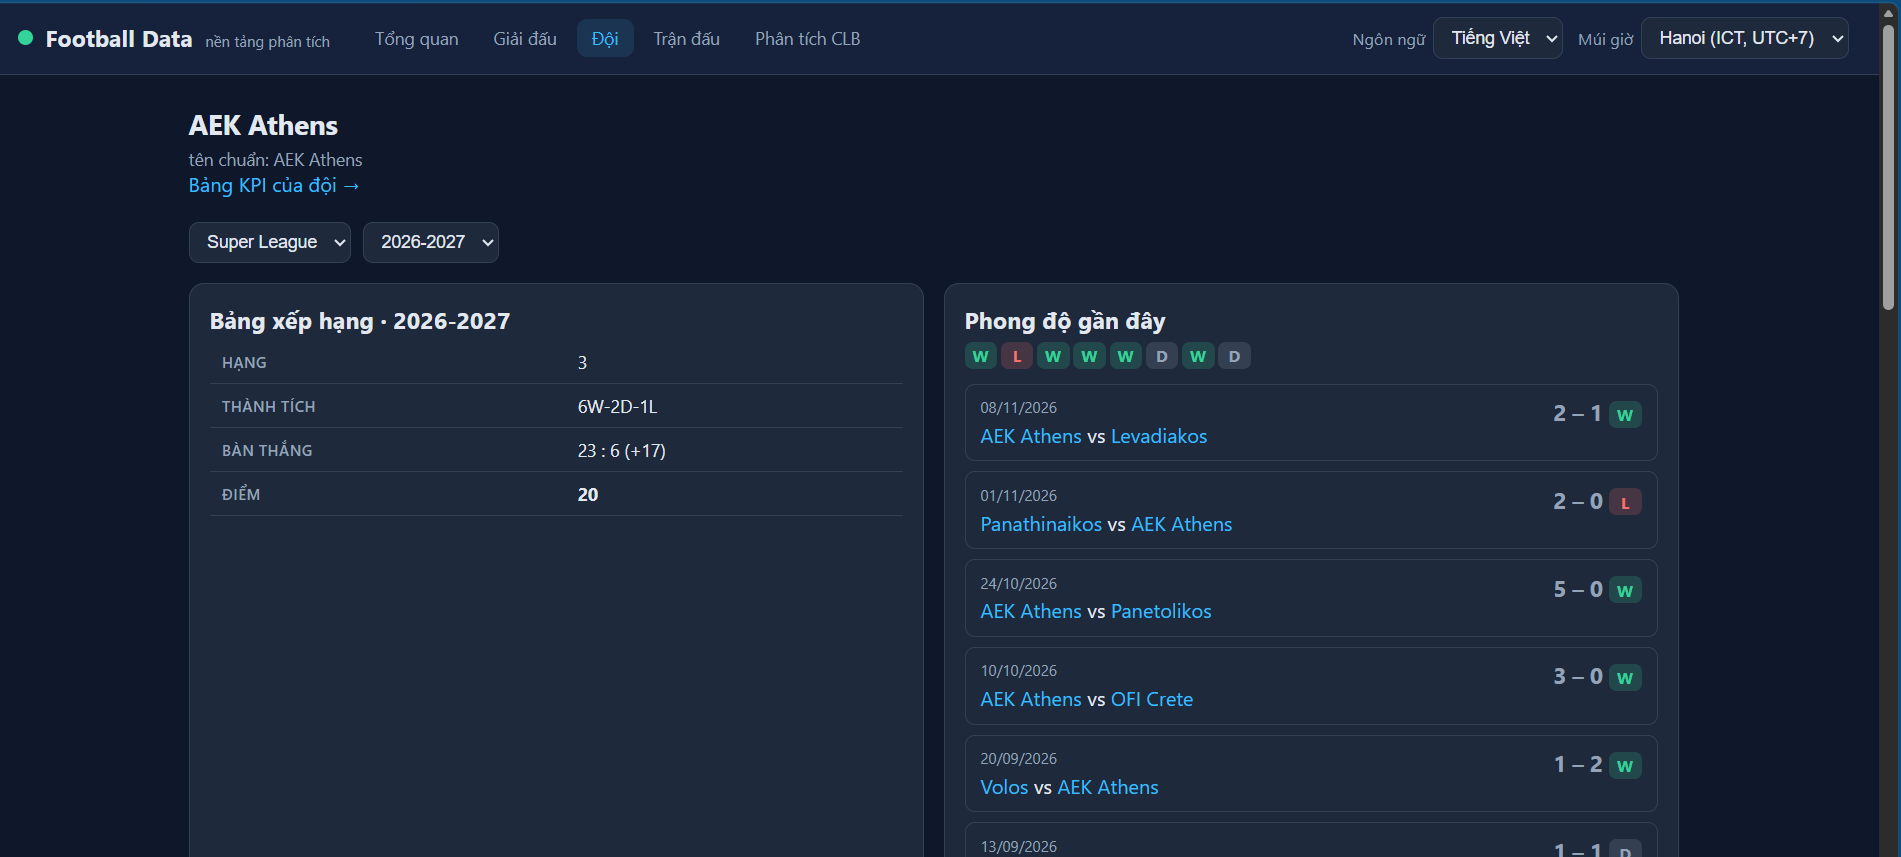 Football Data nền tảng phân tích Tổng quan Giải đấu Đội Trận đấu Phân tích CLB Ngôn ngữ Tiếng Việt Múi giờ Hanoi (ICT, UTC+7)
AEK Athens
tên chuẩn: AEK Athens
Bảng KPI của đội →
Super League 2026-2027
Bảng xếp hạng · 2026-2027
HẠNG 3
THÀNH TÍCH 6W-2D-1L
BÀN THẮNG 23 : 6 (+17)
ĐIỂM 20
Phong độ gần đây
W L W W W D W D
08/11/2026
AEK Athens vs Levadiakos 2 – 1 W
01/11/2026
Panathinaikos vs AEK Athens 2 – 0 L
24/10/2026
AEK Athens vs Panetolikos 5 – 0 W
10/10/2026
AEK Athens vs OFI Crete 3 – 0 W
20/09/2026
Volos vs AEK Athens 1 – 2 W
13/09/2026
1 – 1 D